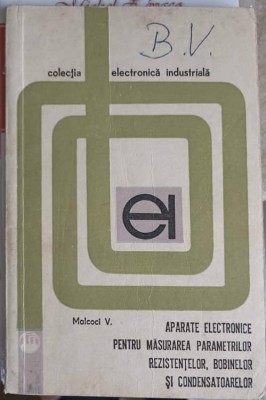 B.V.
colecția electronică industrială
ei
Malcoci V.
APARATE ELECTRONICE
PENTRU MĂSURAREA PARAMETRILOR
REZISTENȚELOR, BOBINELOR
ȘI CONDENSATOARELOR